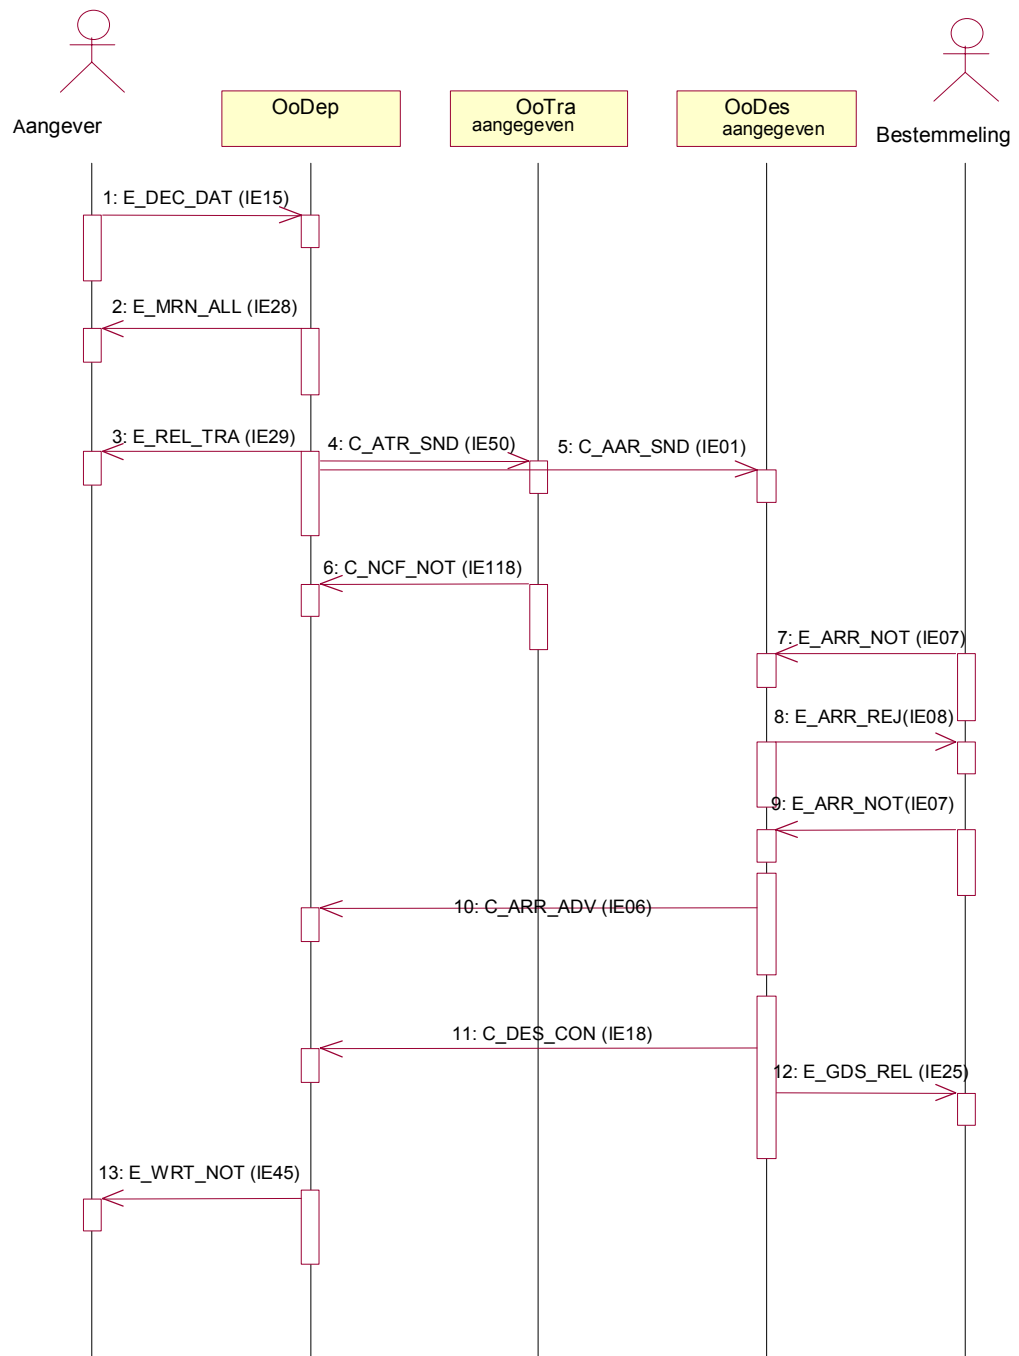 Aangever
OoDep
OoTra
aangegeven
OoDes
aangegeven
Bestemmeling
1: E_DEC_DAT (IE15)
2: E_MRN_ALL (IE28)
3: E_REL_TRA (IE29)
4: C_ATR_SND (IE50)
5: C_AAR_SND (IE01)
6: C_NCF_NOT (IE118)
7: E_ARR_NOT (IE07)
8: E_ARR_REJ(IE08)
9: E_ARR_NOT(IE07)
10: C_ARR_ADV (IE06)
11: C_DES_CON (IE18)
12: E_GDS_REL (IE25)
13: E_WRT_NOT (IE45)